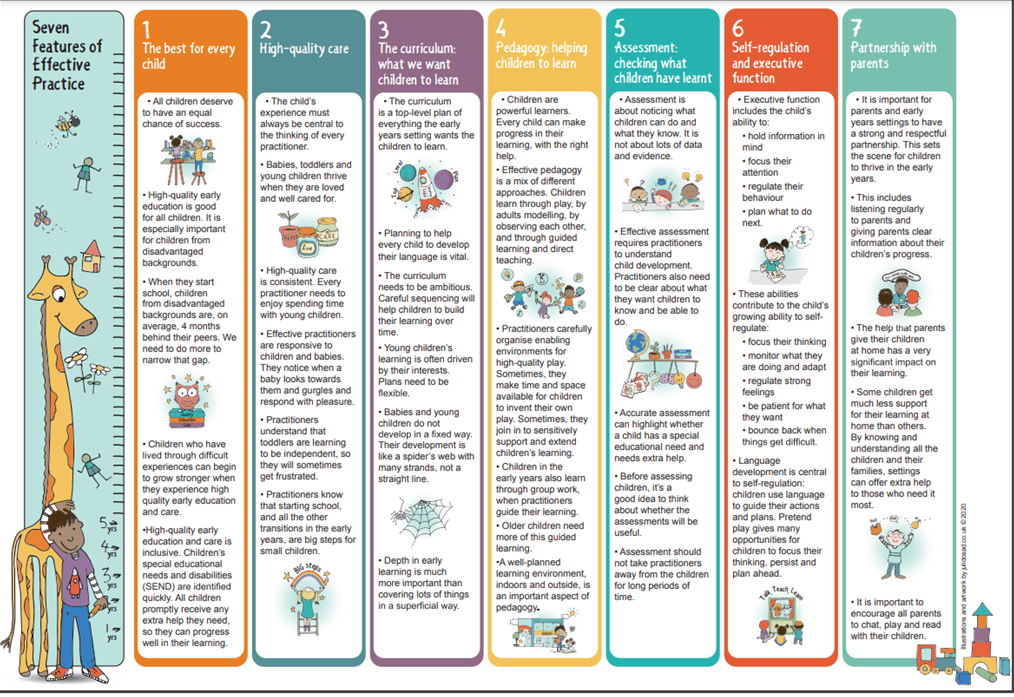 Seven
Features of
Effective
Practice
5 yrs
4 yrs
3 yrs
2 yrs
1 yrs
1
The best for every
child
• All children deserve
to have an equal
chance of success.
• High-quality early
education is good
for all children. It is
especially important
for children from
disadvantaged
backgrounds.
• When they start
school, children
from disadvantaged
backgrounds are, on
average, 4 months
behind their peers. We
need to do more to
narrow that gap.
• Children who have
lived through difficult
experiences can begin
to grow stronger when
they experience high
quality early education
and care.
•High-quality early
education and care is
inclusive. Children's
special educational
needs and disabilities
(SEND) are identified
quickly. All children
promptly receive any
extra help they need,
so they can progress
well in their learning.
2
High-quality care
• The child's
experience must
always be central to
the thinking of every
practitioner.
• Babies, toddlers and
young children thrive
when they are loved
and well cared for.
• High-quality care
is consistent. Every
practitioner needs to
enjoy spending time
with young children.
• Effective practitioners
are responsive to
children and babies.
They notice when a
baby looks towards
them and gurgles and
respond with pleasure.
• Practitioners
understand that
toddlers are learning
to be independent, so
they will sometimes
get frustrated.
• Practitioners know
that starting school,
and all the other
transitions in the early
years, are big steps for
small children.
BIG steps
3
The curriculum:
what we want
children to learn
• The curriculum
is a top-level plan of
everything the early
years setting wants the
children to learn.
Top Level Plan
• Planning to help
every child to develop
their language is vital.
• The curriculum
needs to be ambitious.
Careful sequencing will
help children to build
their learning over
time.
• Young children's
learning is often driven
by their interests.
Plans need to be
flexible.
• Babies and young
children do not
develop in a fixed way.
Their development is
like a spider's web with
many strands, not a
straight line.
• Depth in early
learning is much
more important than
covering lots of things
in a superficial way.
4
Pedagogy: helping
children to learn
• Children are
powerful learners.
Every child can make
progress in their
learning, with the right
help.
• Effective pedagogy
is a mix of different
approaches. Children
learn through play, by
adults modelling, by
observing each other,
and through guided
learning and direct
teaching.
• Practitioners carefully
organise enabling
environments for
high-quality play.
Sometimes, they
make time and space
available for children
to invent their own
play. Sometimes, they
join in to sensitively
support and extend
children's learning.
• Children in the
early years also learn
through group work,
when practitioners
guide their learning.
• Older children need
more of this guided
learning.
•A well-planned
learning environment,
indoors and outside, is
an important aspect of
pedagogy.
5
Assessment:
checking what
children have learnt
• Assessment is
about noticing what
children can do and
what they know. It is
not about lots of data
and evidence.
• Effective assessment
requires practitioners
to understand
child development.
Practitioners also need
to be clear about what
they want children to
know and be able to
do.
• Accurate assessment
can highlight whether
a child has a special
educational need and
needs extra help.
• Before assessing
children, it's a
good idea to think
about whether the
assessments will be
useful.
• Assessment should
not take practitioners
away from the children
for long periods of
time.
6
Self-regulation
and executive
function
• Executive function
includes the child's
ability to:
• hold information in
mind
• focus their
attention
• regulate their
behaviour
• plan what to do
next.
• These abilities
contribute to the child's
growing ability to self-
regulate:
• focus their thinking
• monitor what they
are doing and adapt
• regulate strong
feelings
• be patient for what
they want
• bounce back when
things get difficult.
• Language
development is central
to self-regulation:
children use language
to guide their actions
and plans. Pretend
play gives many
opportunities for
children to focus their
thinking, persist and
plan ahead.
Talk Teach Learn
7
Partnership with
parents
• It is important for
parents and early
years settings to have
a strong and respectful
partnership. This sets
the scene for children
to thrive in the early
years.
• This includes
listening regularly
to parents and
giving parents clear
information about their
children's progress.
• The help that parents
give their children
at home has a very
significant impact on
their learning.
• Some children get
much less support
for their learning at
home than others.
By knowing and
understanding all the
children and their
families, settings
can offer extra help
to those who need it
most.
• It is important to
encourage all parents
to chat, play and read
with their children.
Illustrations and artwork by juliedosad.co.uk © 2020